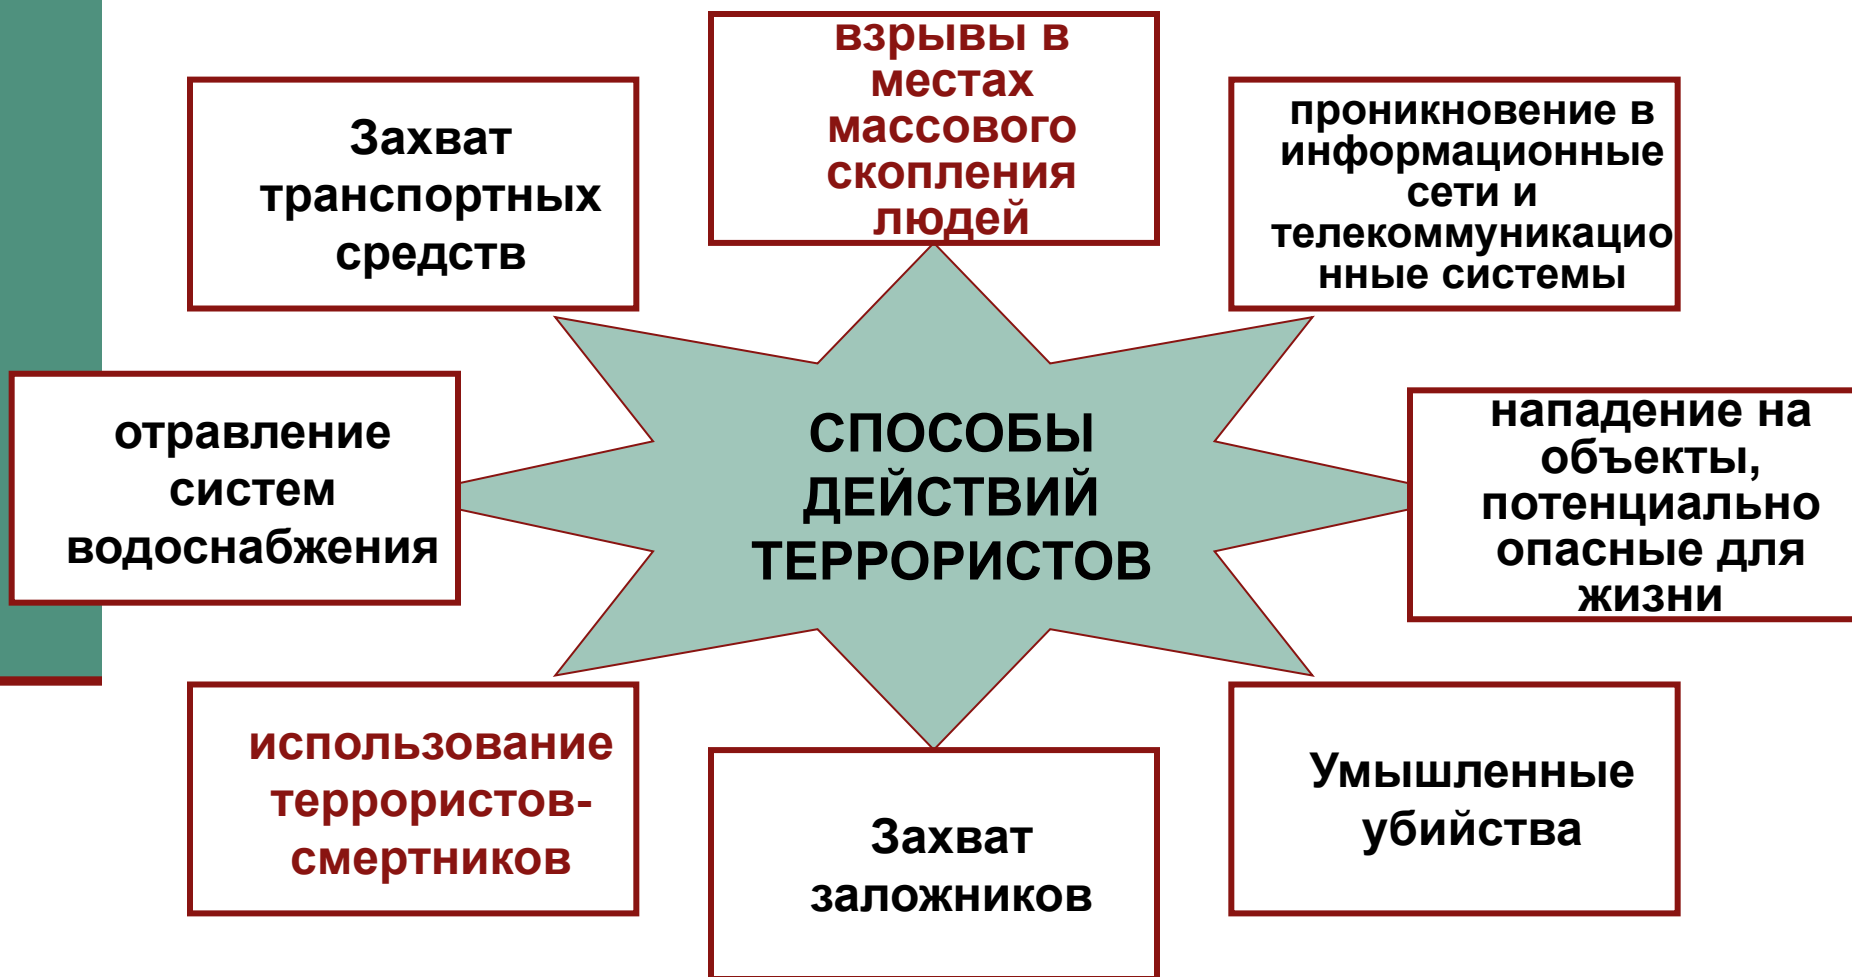 взрывы в
местах
массового
скопления
людей
Захват
транспортных
средств
проникновение в
информационные
сети и
телекоммуникацио
нные системы
отравление
систем
водоснабжения
СПОСОБЫ
ДЕЙСТВИЙ
ТЕРРОРИСТОВ
нападение на
объекты,
потенциально
опасные для
жизни
использование
террористов-
смертников
Захват
заложников
Умышленные
убийства